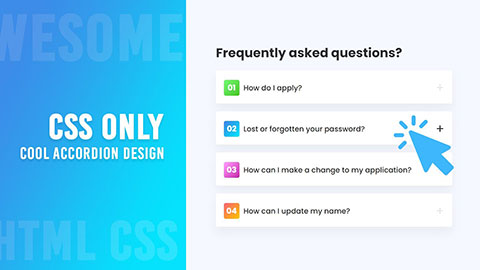 WESOME
CSS ONLY
COOL ACCORDION DESIGN
HTML CSS
Frequently asked questions?
01 How do I apply? +
02 Lost or forgotten your password? +
03 How can I make a change to my application?
04 How can I update my name? +